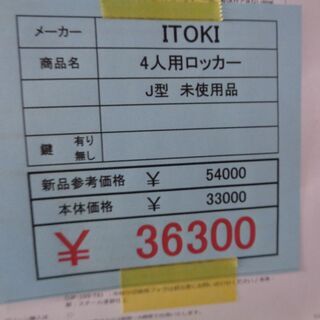 メーカー ITOKI
商品名 4人用ロッカー
J型 未使用品
鍵 有り
無し
新品参考価格 ¥ 54000
本体価格 ¥ 33000
¥ 36300